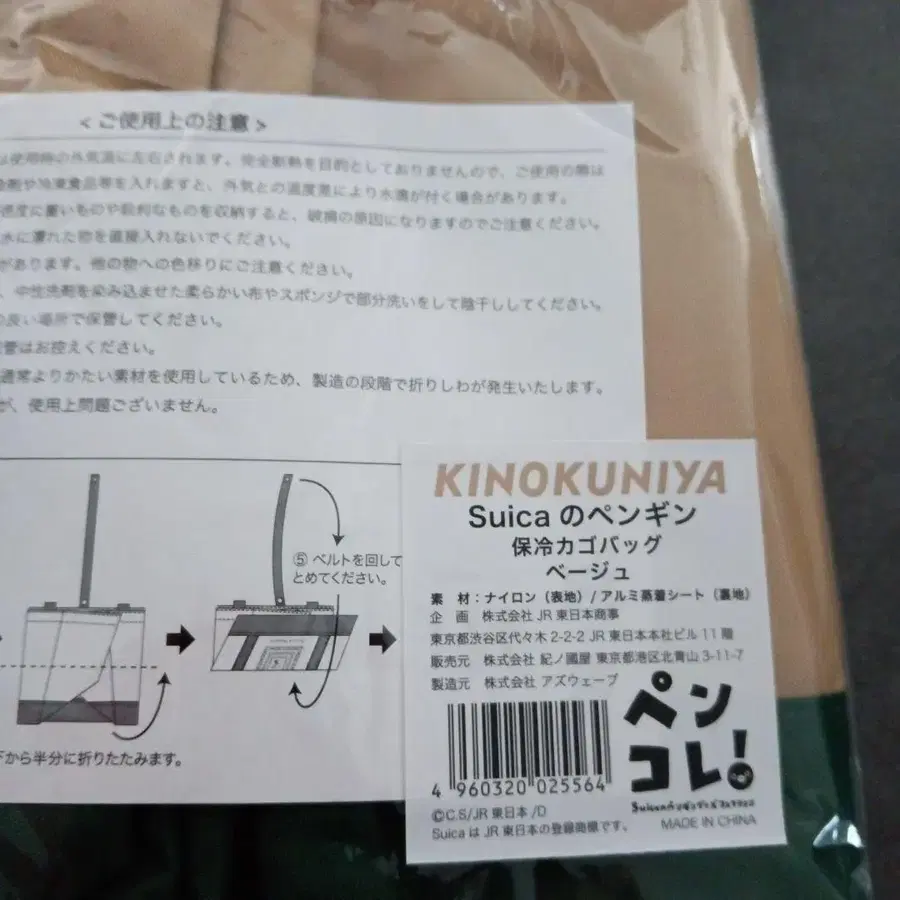 ＜ご使用上の注意＞
は使用時の外気温に左右されます。完全断熱を目的としておりませんので、ご使用の際は
剤や冷凍食品等を入れますと、外気との温度差により水滴が付く場合があります。
過度に重いものや鋭利なものを収納すると、破損の原因になりますのでご注意ください。
水に濡れた物を直接入れないでください。
があります。他の物への色移りにご注意ください。
、中性洗剤を染み込ませた柔らかい布やスポンジで部分洗いをして陰干ししてください。
の良い場所で保管してください。
管はお控えください。
通常よりかたい素材を使用しているため、製造の段階で折りしわが発生いたします。
が、使用上問題ございません。
⑤ ベルトを回して
とめてください。
下から半分に折りたたみます。
KINOKUNIYA
Suica のペンギン
保冷カゴバッグ
ベージュ
素 材：ナイロン（表地）/ アルミ蒸着シート（裏地）
企 画 株式会社 JR 東日本商事
東京都渋谷区代々木 2-2-2 JR 東日本本社ビル 11 階
販売元 株式会社 紀ノ國屋 東京都港区北青山 3-11-7
製造元 株式会社 アズウェーブ
ペンコレ!
4 960320 025564
©C.S/JR 東日本 /D
Suica は JR 東日本の登録商標です。
MADE IN CHINA